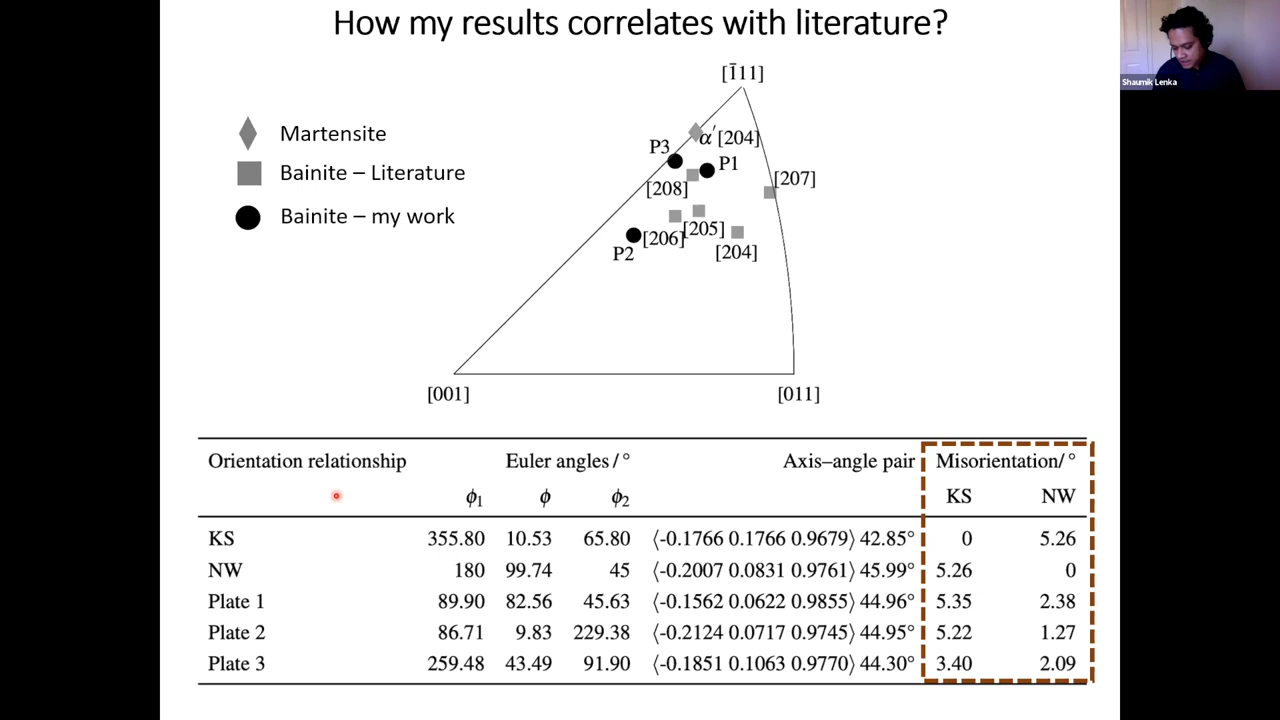 How my results correlates with literature?
Shaumik Lenka
[1̄11]
Martensite
α′[204]
P3
P1
Bainite – Literature
[208]
[207]
Bainite – my work
[206]
[205]
P2
[204]
[001]
[011]
Orientation relationship Euler angles / ° Axis–angle pair Misorientation/ °
ϕ1 ϕ ϕ2 KS NW
KS 355.80 10.53 65.80 ⟨-0.1766 0.1766 0.9679⟩ 42.85° 0 5.26
NW 180 99.74 45 ⟨-0.2007 0.0831 0.9761⟩ 45.99° 5.26 0
Plate 1 89.90 82.56 45.63 ⟨-0.1562 0.0622 0.9855⟩ 44.96° 5.35 2.38
Plate 2 86.71 9.83 229.38 ⟨-0.2124 0.0717 0.9745⟩ 44.95° 5.22 1.27
Plate 3 259.48 43.49 91.90 ⟨-0.1851 0.1063 0.9770⟩ 44.30° 3.40 2.09